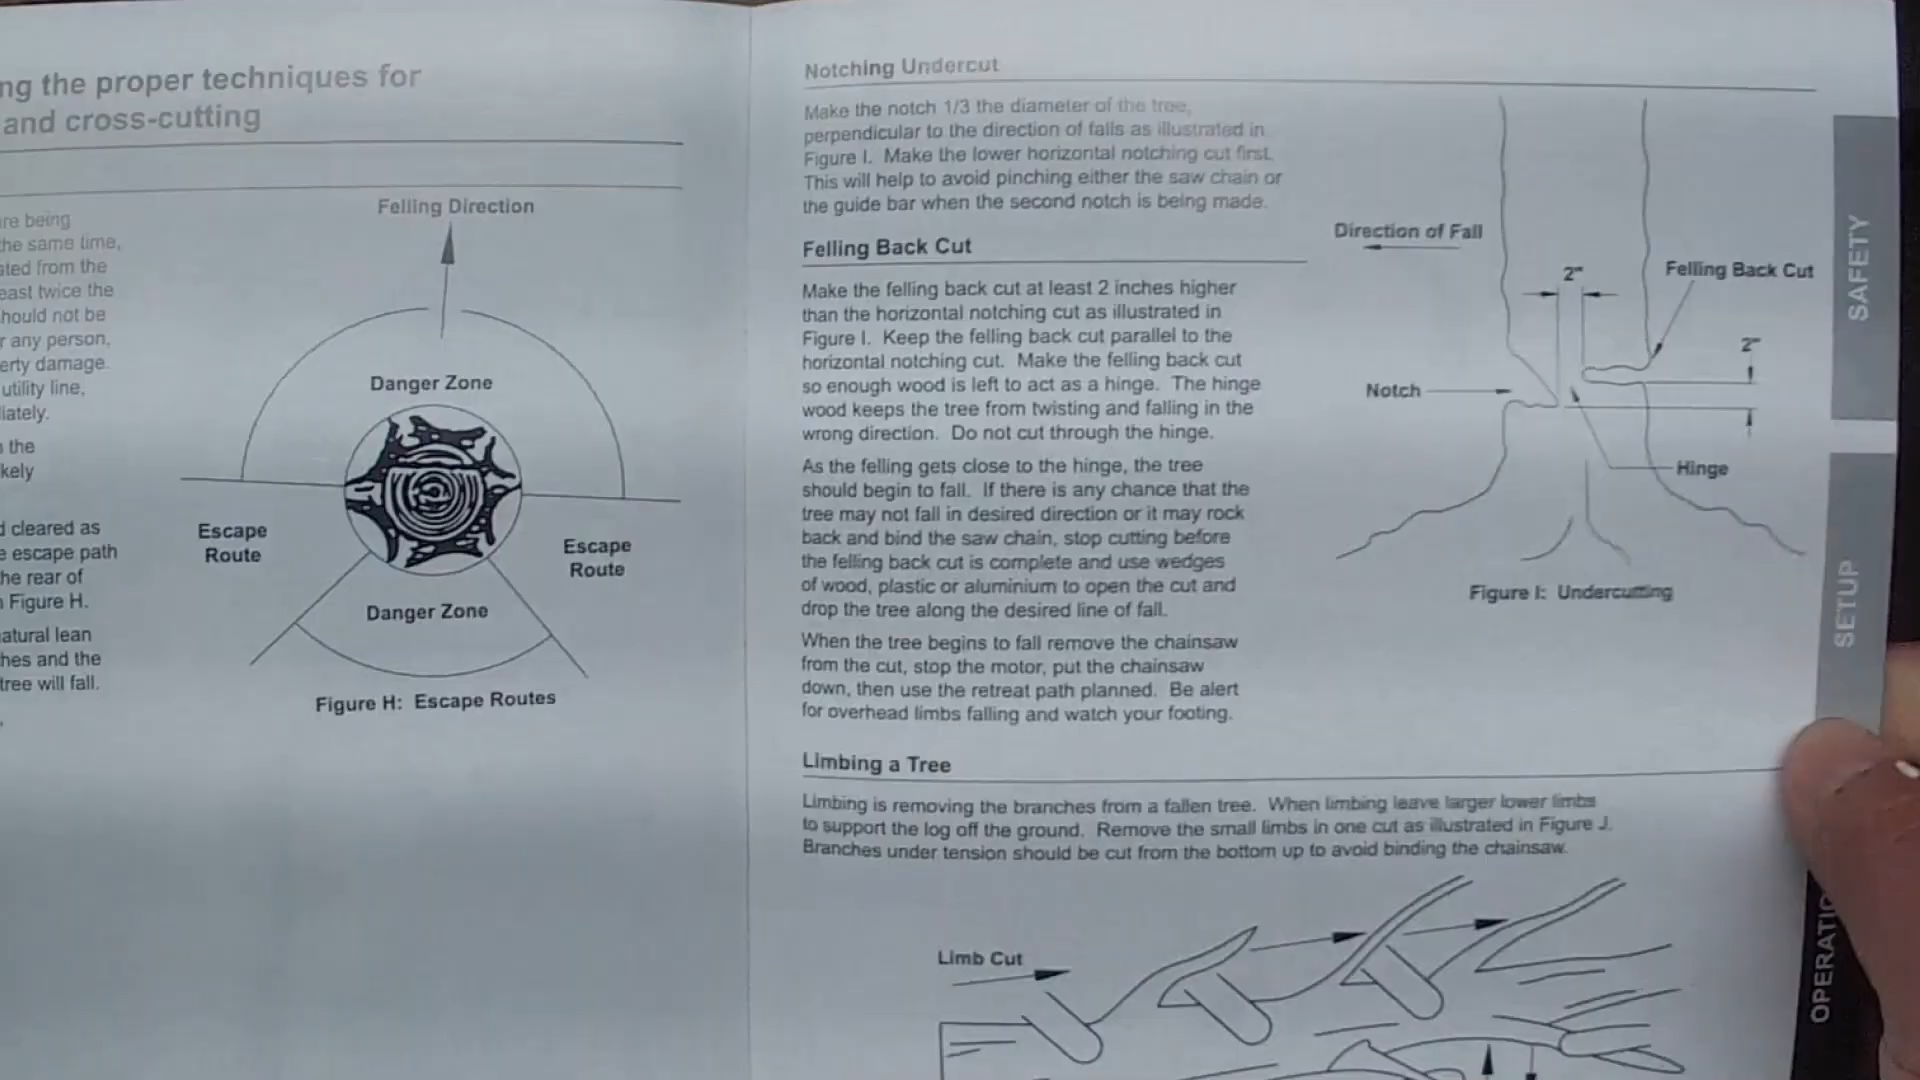 ng the proper techniques for
and cross-cutting
re being
he same time,
ted from the
east twice the
hould not be
r any person,
erty damage.
utility line,
iately.
the
kely
cleared as
escape path
he rear of
Figure H.
atural lean
hes and the
tree will fall.
Felling Direction
Danger Zone
Escape
Route
Escape
Route
Danger Zone
Figure H: Escape Routes
Notching Undercut
Make the notch 1/3 the diameter of the tree,
perpendicular to the direction of falls as illustrated in
Figure I. Make the lower horizontal notching cut first.
This will help to avoid pinching either the saw chain or
the guide bar when the second notch is being made.
Felling Back Cut
Make the felling back cut at least 2 inches higher
than the horizontal notching cut as illustrated in
Figure I. Keep the felling back cut parallel to the
horizontal notching cut. Make the felling back cut
so enough wood is left to act as a hinge. The hinge
wood keeps the tree from twisting and falling in the
wrong direction. Do not cut through the hinge.
As the felling gets close to the hinge, the tree
should begin to fall. If there is any chance that the
tree may not fall in desired direction or it may rock
back and bind the saw chain, stop cutting before
the felling back cut is complete and use wedges
of wood, plastic or aluminium to open the cut and
drop the tree along the desired line of fall.
When the tree begins to fall remove the chainsaw
from the cut, stop the motor, put the chainsaw
down, then use the retreat path planned. Be alert
for overhead limbs falling and watch your footing.
Direction of Fall
2"
Felling Back Cut
2"
Notch
Hinge
Figure I: Undercutting
Limbing a Tree
Limbing is removing the branches from a fallen tree. When limbing leave larger lower limbs
to support the log off the ground. Remove the small limbs in one cut as illustrated in Figure J.
Branches under tension should be cut from the bottom up to avoid binding the chainsaw.
Limb Cut
SAFETY
SETUP
OPERATIO